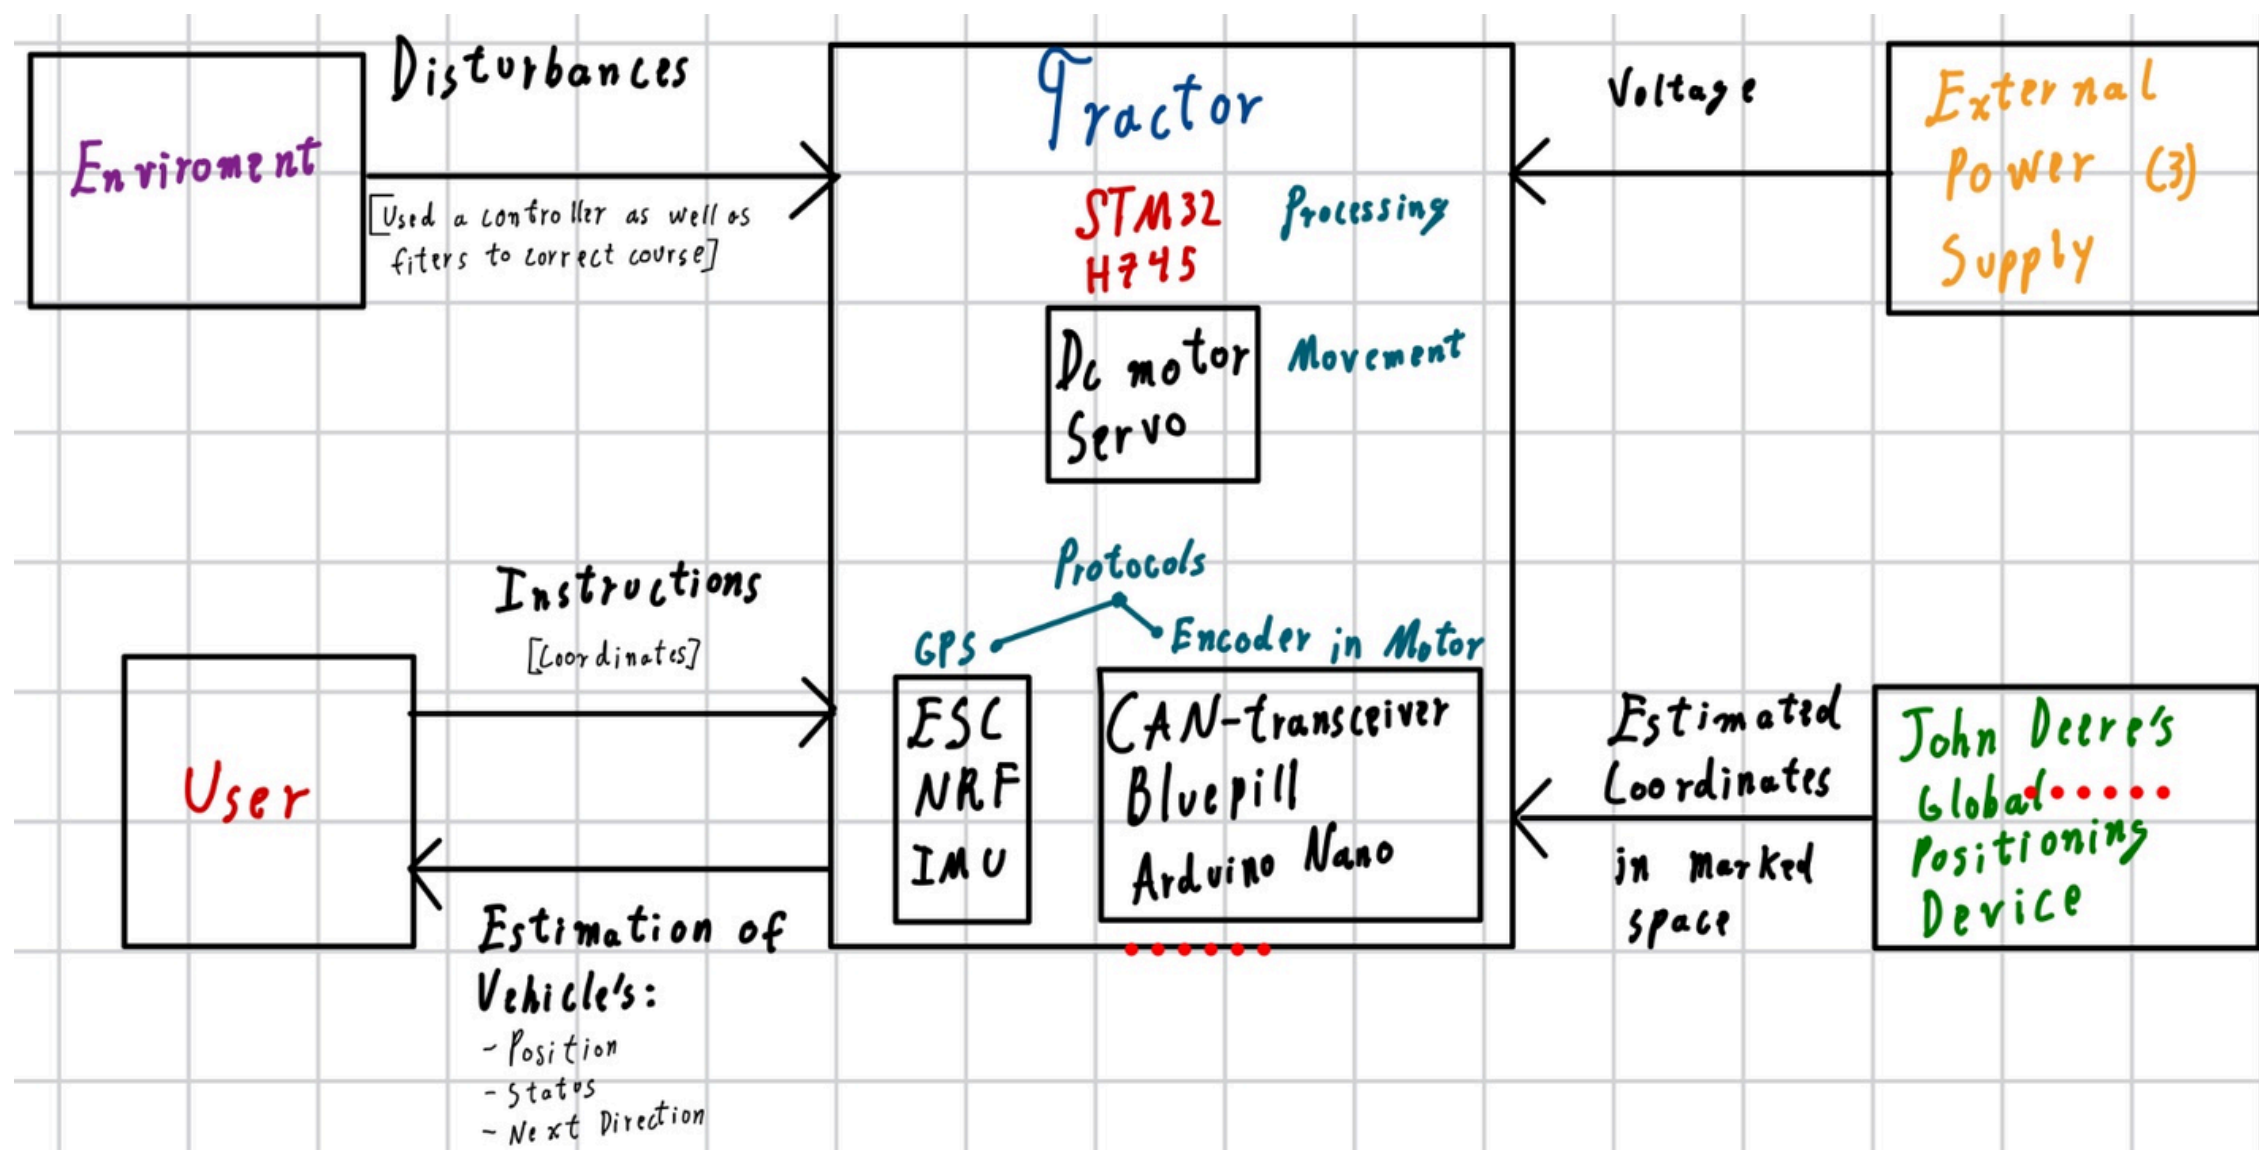 Enviroment
Disturbances
[Used a controller as well as
fiters to correct course]
Tractor
STM32
H745
Processing
Dc motor
Servo
Movement
Voltage
External
Power (3)
Supply
User
Instructions
[Coordinates]
Estimation of
Vehicle's:
- Position
- Status
- Next Direction
Protocols
GPS
Encoder in Motor
ESC
NRF
IMU
CAN-transceiver
Bluepill
Arduino Nano
Estimated
Coordinates
in marked
space
John Deere's
Global
Positioning
Device